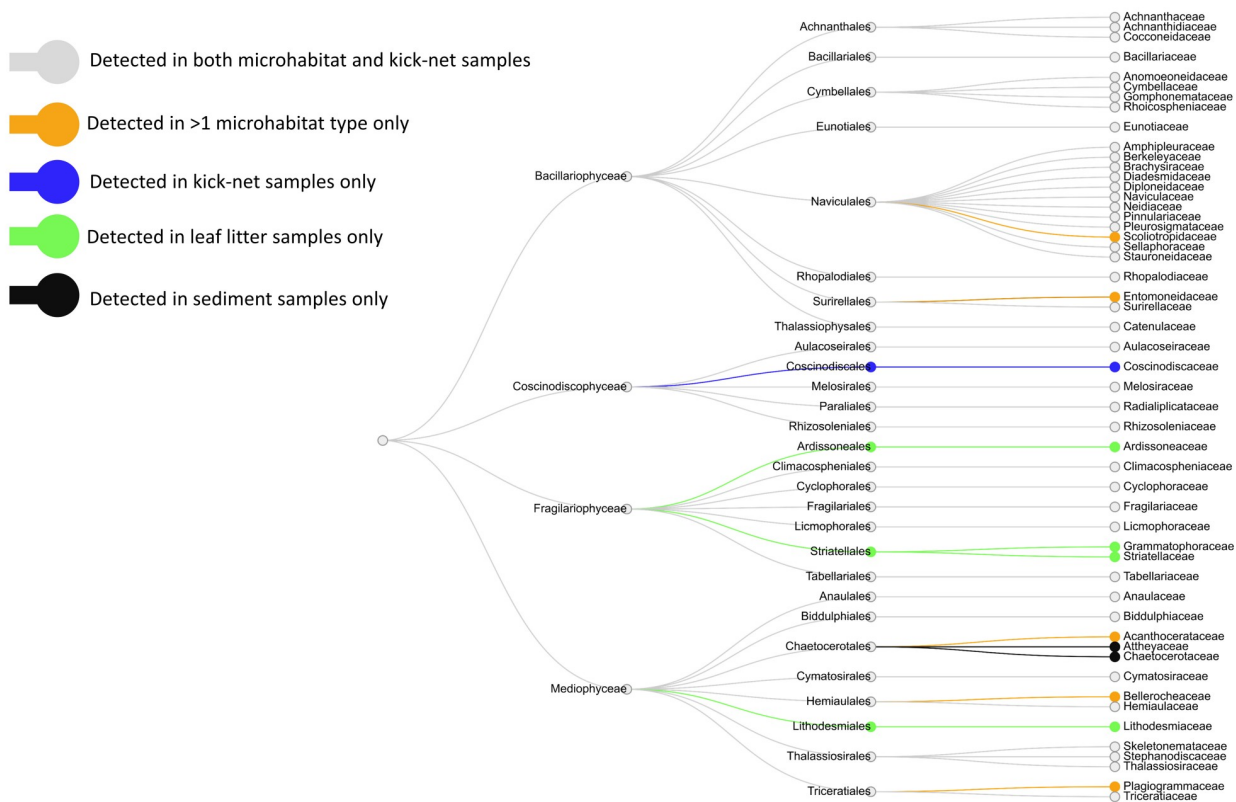 Detected in both microhabitat and kick-net samples
Detected in >1 microhabitat type only
Detected in kick-net samples only
Detected in leaf litter samples only
Detected in sediment samples only
Bacillariophyceae
Coscinodiscophyceae
Fragilariophyceae
Mediophyceae
Achnanthales
Bacillariales
Cymbellales
Eunotiales
Naviculales
Rhopalodiales
Surirellales
Thalassiophysales
Aulacoseirales
Coscinodiscales
Melosirales
Paraliales
Rhizosoleniales
Ardissoneales
Climacospheniales
Cyclophorales
Fragilariales
Licmophorales
Striatellales
Tabellariales
Anaulales
Biddulphiales
Chaetocerotales
Cymatosirales
Hemiaulales
Lithodesmiales
Thalassiosirales
Triceratiales
Achnanthaceae
Achnanthidiaceae
Cocconeidaceae
Bacillariaceae
Anomoeoneidaceae
Cymbellaceae
Gomphonemataceae
Rhoicospheniaceae
Eunotiaceae
Amphipleuraceae
Berkeleyaceae
Brachysiraceae
Diadesmidaceae
Diploneidaceae
Naviculaceae
Neidiaceae
Pinnulariaceae
Pleurosigmataceae
Scoliotropidaceae
Sellaphoraceae
Stauroneidaceae
Rhopalodiaceae
Entomoneidaceae
Surirellaceae
Catenulaceae
Aulacoseiraceae
Coscinodiscaceae
Melosiraceae
Radialiplicataceae
Rhizosoleniaceae
Ardissoneaceae
Climacospheniaceae
Cyclophoraceae
Fragilariaceae
Licmophoraceae
Grammatophoraceae
Striatellaceae
Tabellariaceae
Anaulaceae
Biddulphiaceae
Acanthocerataceae
Attheyaceae
Chaetocerotaceae
Cymatosiraceae
Bellerocheaceae
Hemiaulaceae
Lithodesmiaceae
Skeletonemataceae
Stephanodiscaceae
Thalassiosiraceae
Plagiogrammaceae
Triceratiaceae